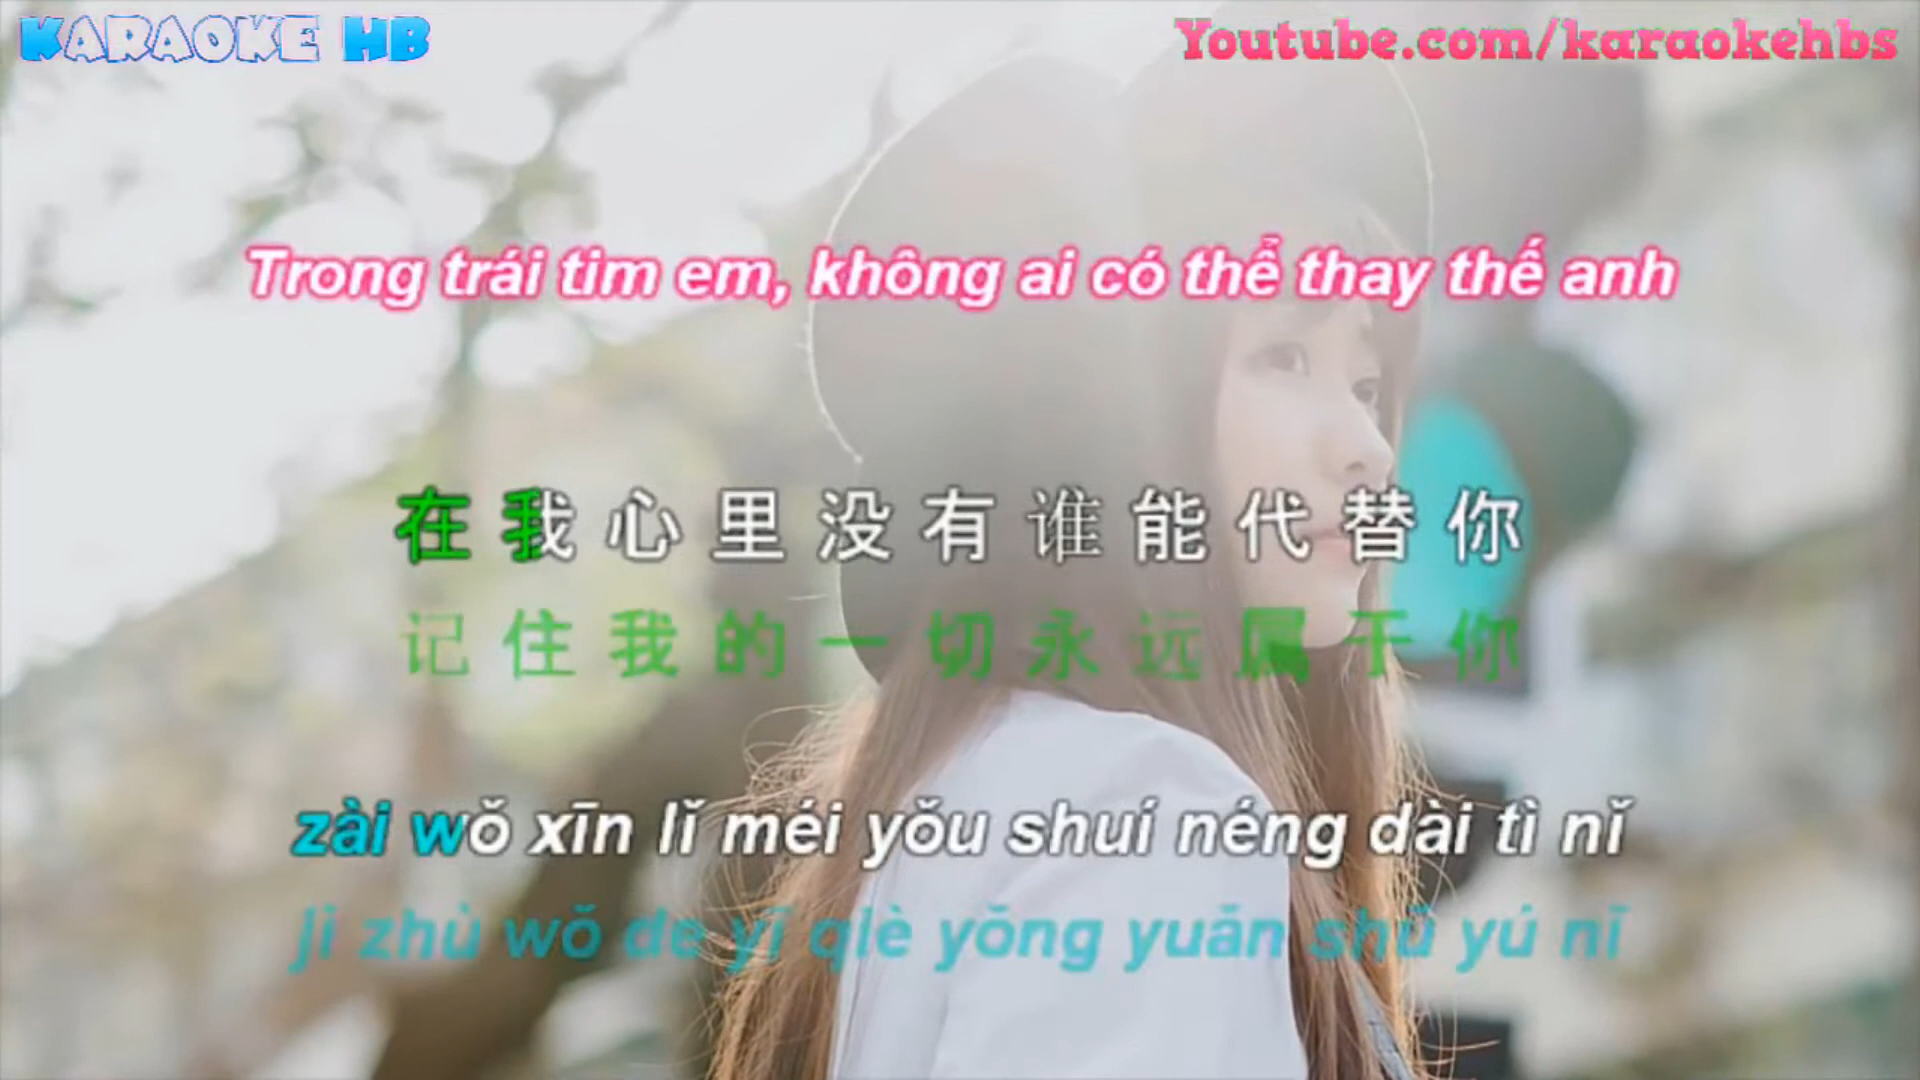 KARAOKE HB
Youtube.com/karaokehbs
Trong trái tim em, không ai có thể thay thế anh
在我心里没有谁能代替你
记住我的一切永远属于你
zài wǒ xīn lǐ méi yǒu shuí néng dài tì nǐ
jì zhù wǒ de yī qiè yǒng yuǎn shǔ yú nǐ